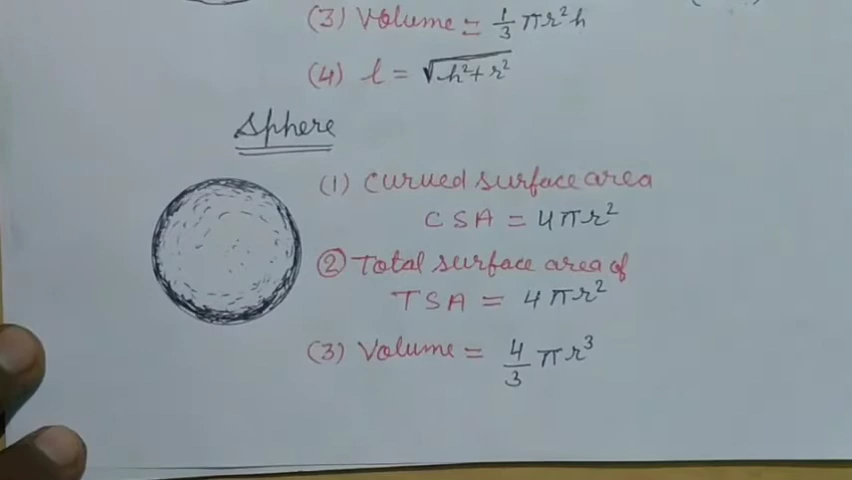 (3) Volume = 1/3 πr²h
(4) l = √h²+r²
Sphere
(1) Curved surface area
CSA = 4πr²
② Total surface area of
TSA = 4πr²
(3) Volume = 4/3 πr³